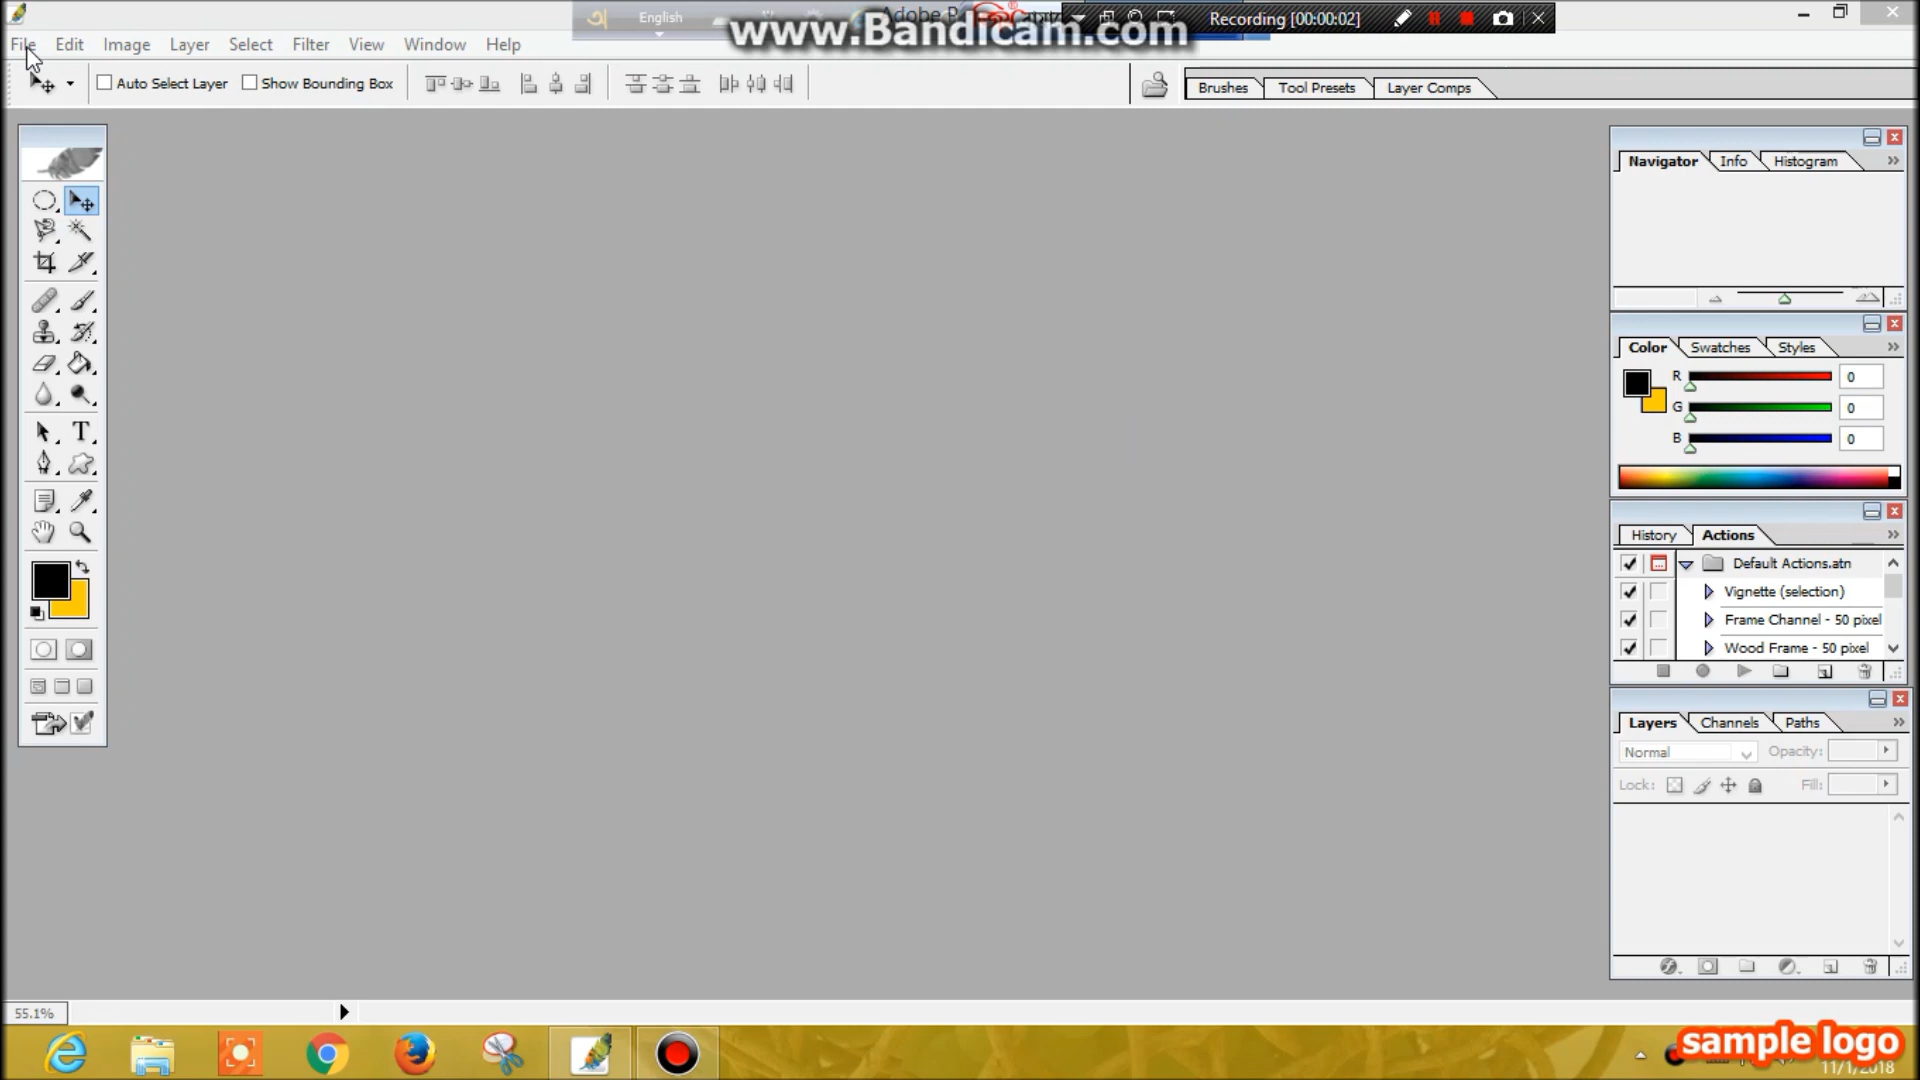 English
Adobe P
www.Bandicam.com
Recording [00:00:02]
File Edit Image Layer Select Filter View Window Help
Auto Select Layer Show Bounding Box
Brushes Tool Presets Layer Comps
Navigator Info Histogram
Color Swatches Styles
R 0
G 0
B 0
T
History Actions
Default Actions.atn
Vignette (selection)
Frame Channel - 50 pixel
Wood Frame - 50 pixel
Layers Channels Paths
Normal Opacity:
Lock: Fill:
55.1%
sample logo
11/1/2018